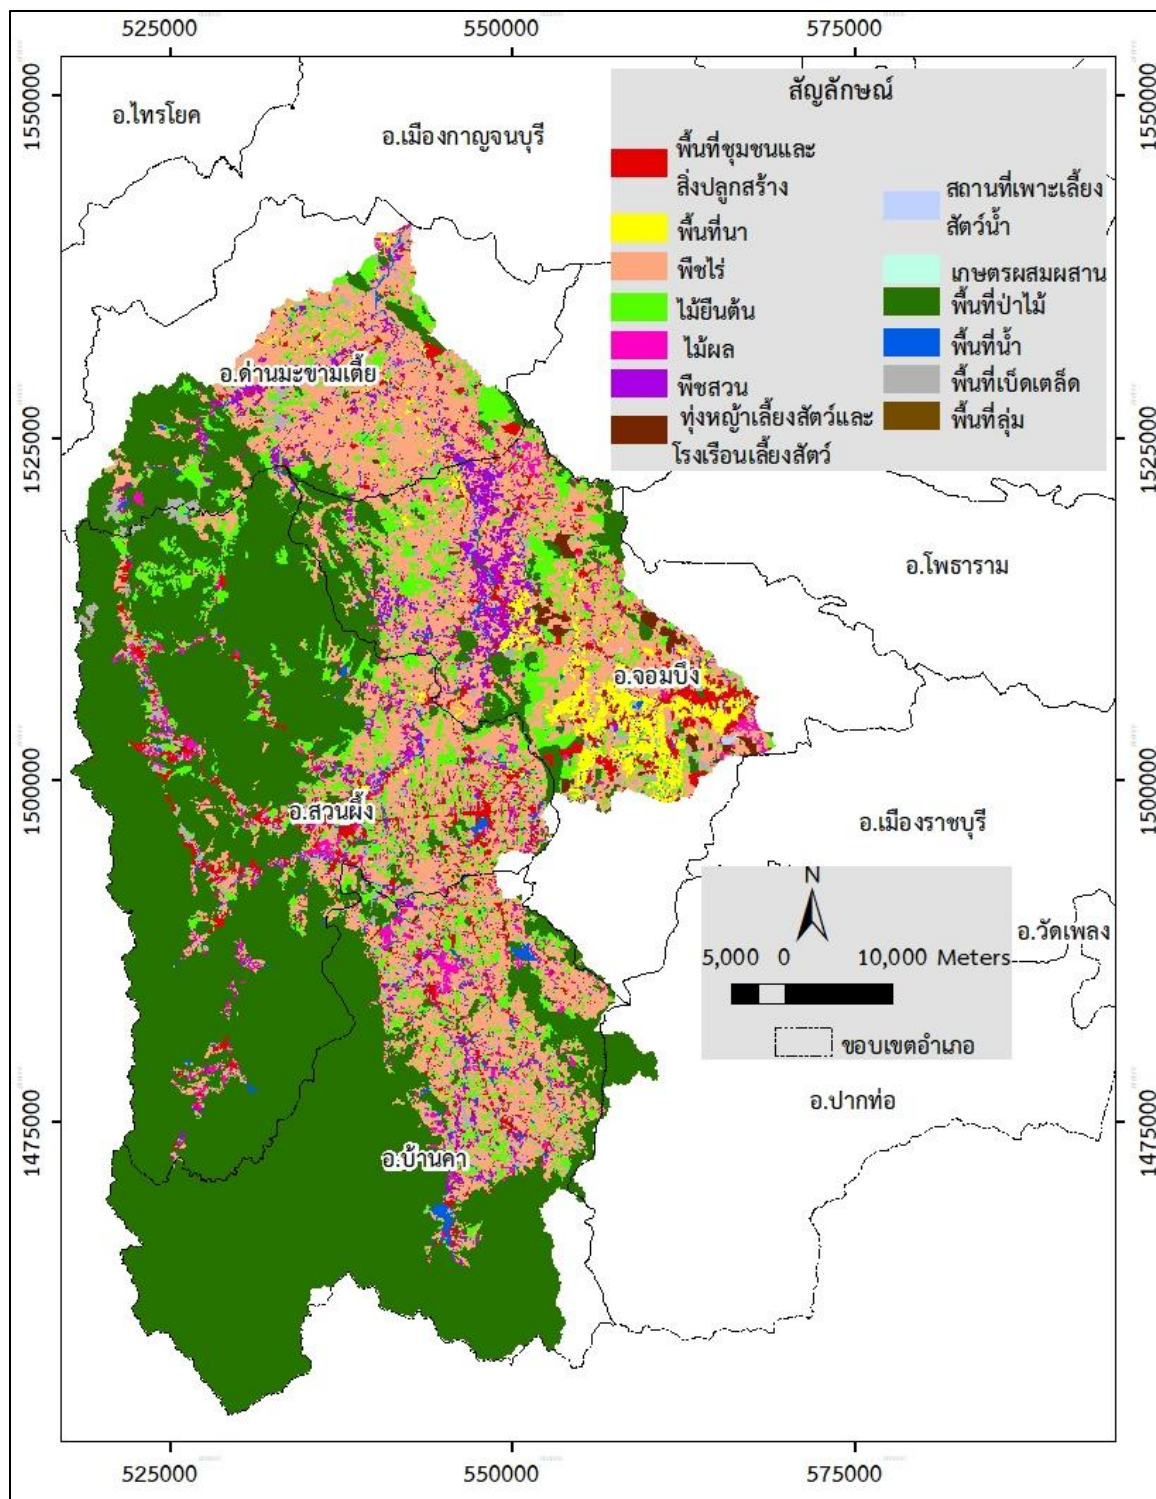 525000
550000
575000
1550000
1550000
สัญลักษณ์
อ.ไทรโยค
อ.เมืองกาญจนบุรี
พื้นที่ชุมชนและ
สิ่งปลูกสร้าง
พื้นที่นา
พืชไร่
ไม้ยืนต้น
ไม้ผล
พืชสวน
ทุ่งหญ้าเลี้ยงสัตว์และ
โรงเรือนเลี้ยงสัตว์
สถานที่เพาะเลี้ยง
สัตว์น้ำ
เกษตรผสมผสาน
พื้นที่ป่าไม้
พื้นที่น้ำ
พื้นที่เบ็ดเตล็ด
พื้นที่ลุ่ม
อ.ด่านมะขามเตี้ย
1525000
1525000
อ.โพธาราม
อ.จอมบึง
1500000
1500000
อ.สวนผึ้ง
อ.เมืองราชบุรี
N
5,000 0 10,000 Meters
ขอบเขตอำเภอ
อ.วัดเพลง
อ.ปากท่อ
1475000
1475000
อ.บ้านคา
525000
550000
575000